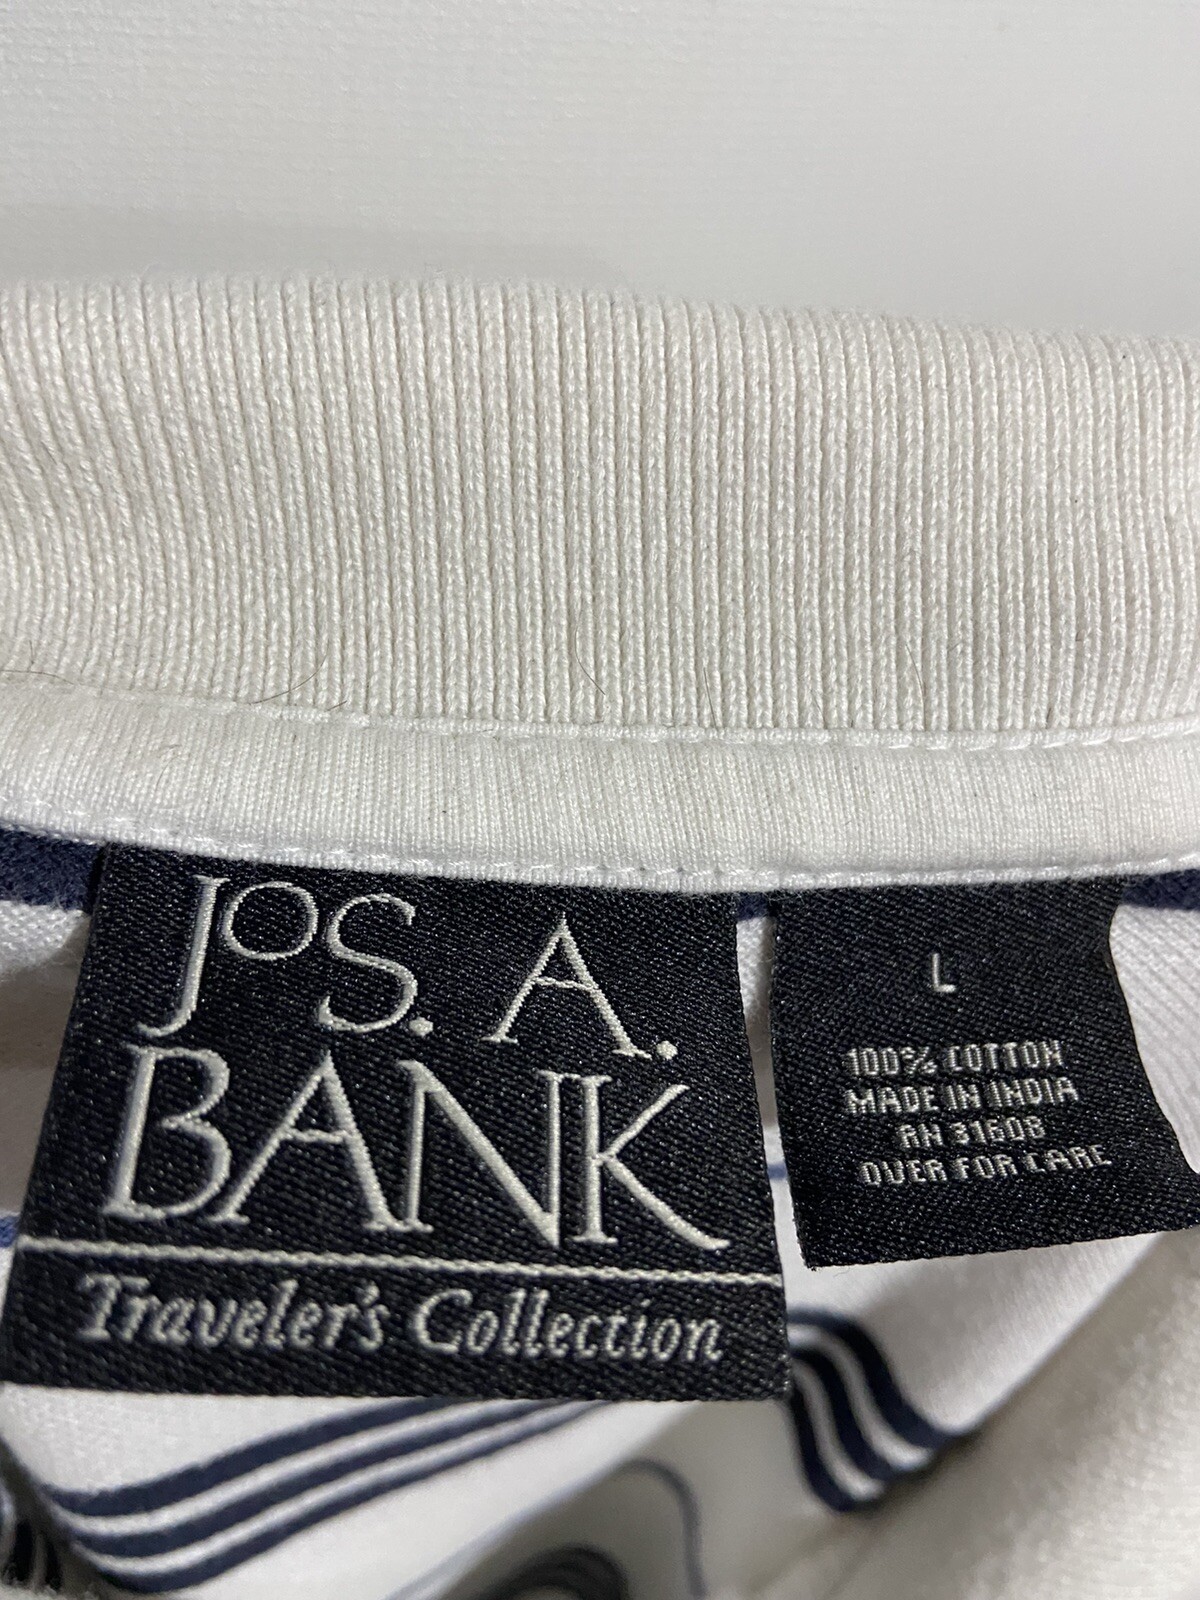 JOS. A.
BANK
Traveler's Collection
L
100% COTTON
MADE IN INDIA
RN 31608
OVER FOR CARE